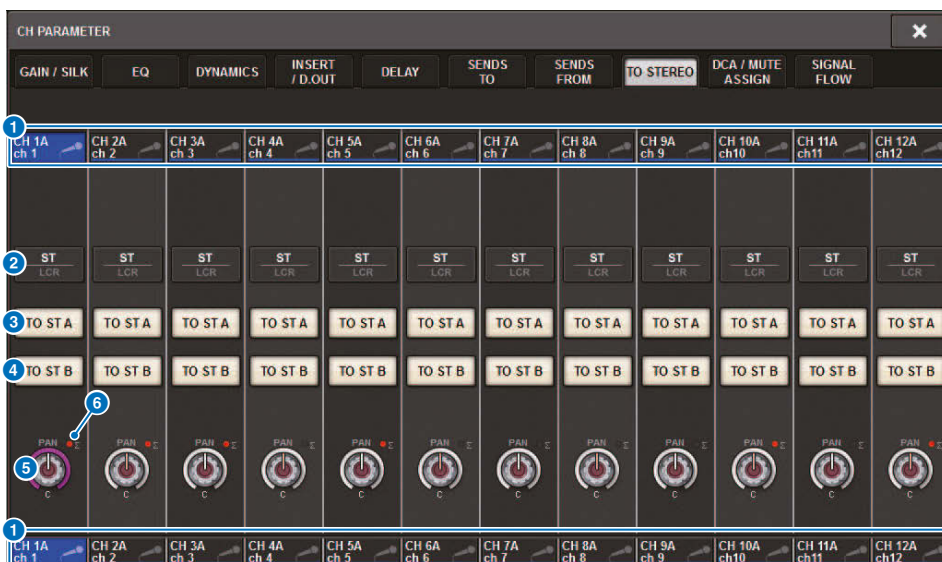 CH PARAMETER ×
GAIN / SILK EQ DYNAMICS INSERT / D.OUT DELAY SENDS TO SENDS FROM TO STEREO DCA / MUTE ASSIGN SIGNAL FLOW
1
CH 1A CH 2A CH 3A CH 4A CH 5A CH 6A CH 7A CH 8A CH 9A CH 10A CH 11A CH 12A
ch 1 ch 2 ch 3 ch 4 ch 5 ch 6 ch 7 ch 8 ch 9 ch10 ch11 ch12
2 ST ST ST ST ST ST ST ST ST ST ST ST
LCR LCR LCR LCR LCR LCR LCR LCR LCR LCR LCR LCR
3 TO ST A TO ST A TO ST A TO ST A TO ST A TO ST A TO ST A TO ST A TO ST A TO ST A TO ST A TO ST A
4 TO ST B TO ST B TO ST B TO ST B TO ST B TO ST B TO ST B TO ST B TO ST B TO ST B TO ST B TO ST B
6
PAN Σ PAN Σ PAN Σ PAN Σ PAN Σ PAN Σ PAN Σ PAN Σ PAN Σ PAN Σ PAN Σ PAN Σ
5
C C C C C C C C C C C C
1
CH 1A CH 2A CH 3A CH 4A CH 5A CH 6A CH 7A CH 8A CH 9A CH 10A CH 11A CH 12A
ch 1 ch 2 ch 3 ch 4 ch 5 ch 6 ch 7 ch 8 ch 9 ch10 ch11 ch12